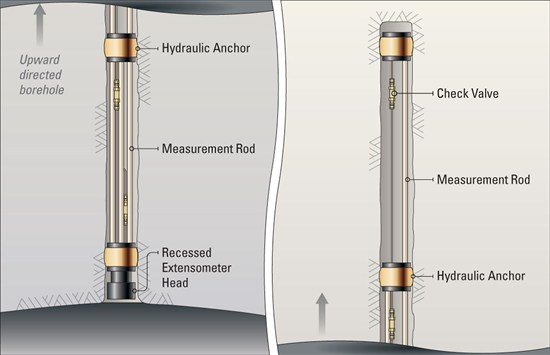 Hydraulic Anchor
Upward
directed
borehole
Measurement Rod
Recessed
Extensometer
Head
Check Valve
Measurement Rod
Hydraulic Anchor